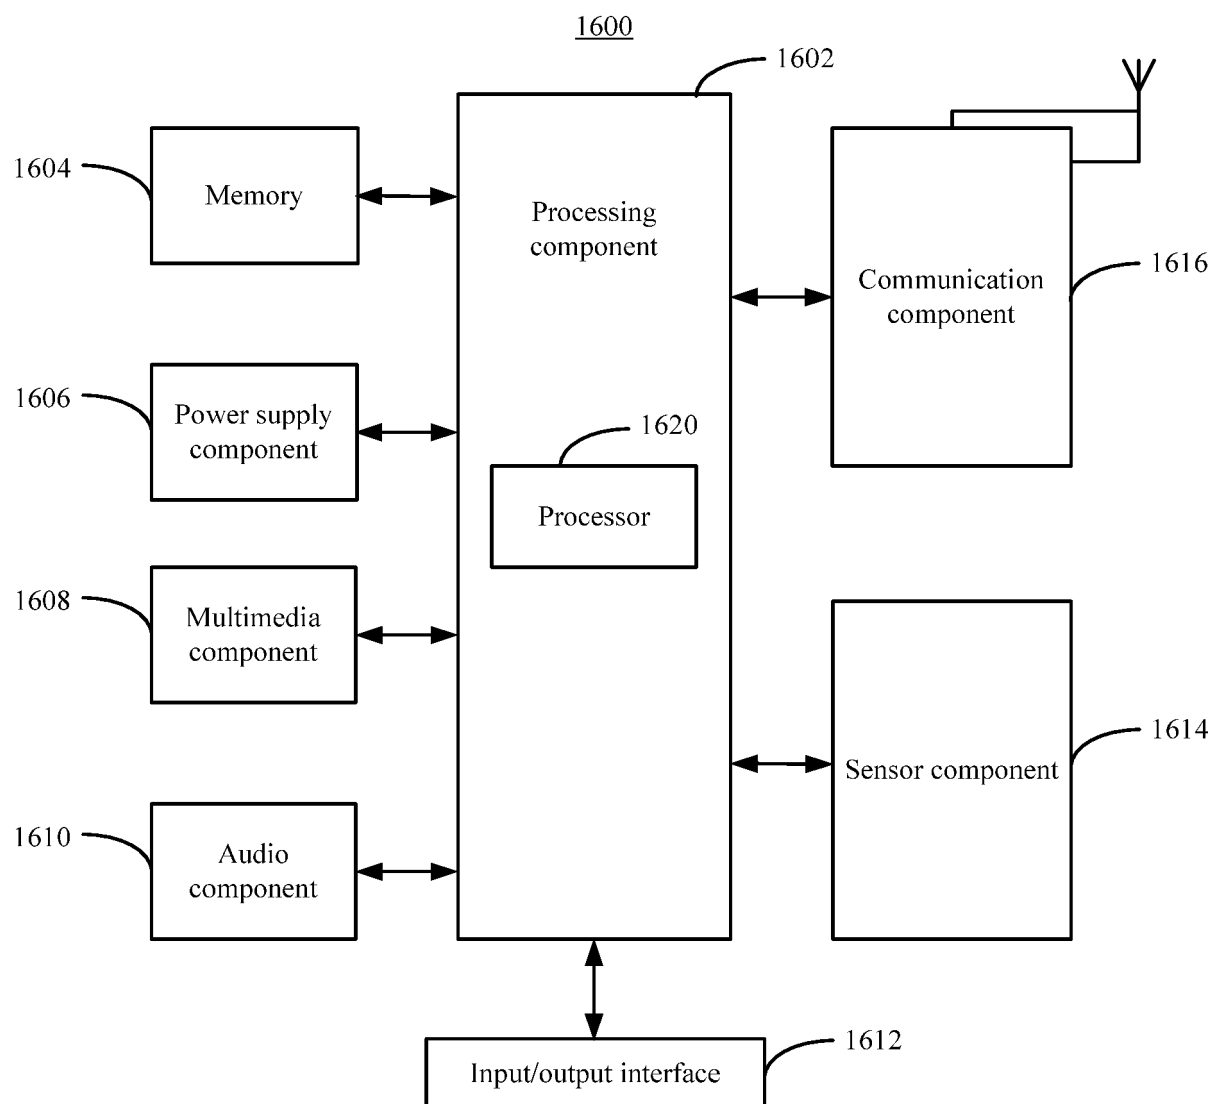 1600
1602
1604
Memory
Processing
component
Communication
component
1616
1606
Power supply
component
1620
Processor
1608
Multimedia
component
1614
Sensor component
1610
Audio
component
1612
Input/output interface